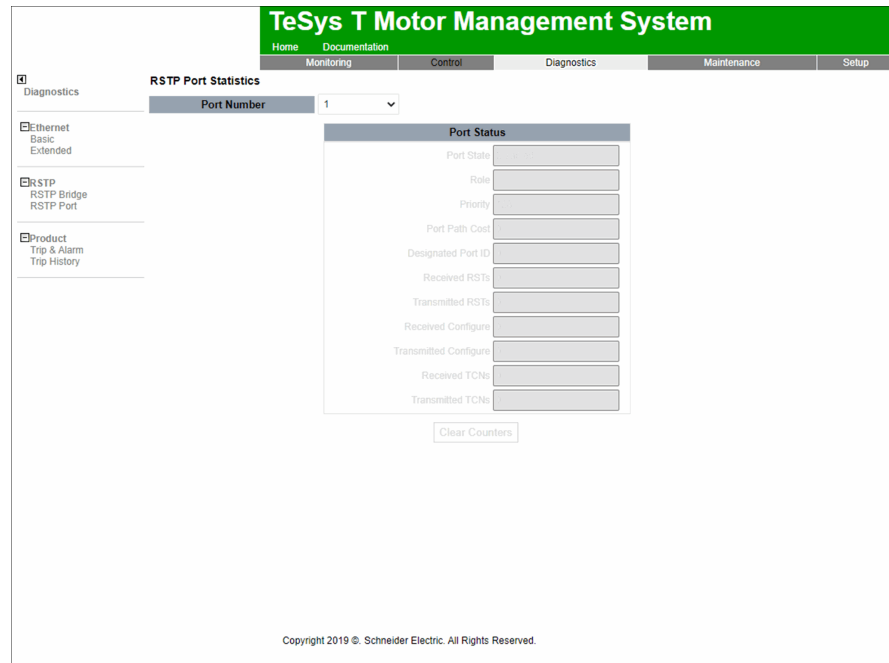 TeSys T Motor Management System
Home Documentation
Monitoring Control Diagnostics Maintenance Setup
Diagnostics
Ethernet
Basic
Extended
RSTP
RSTP Bridge
RSTP Port
Product
Trip & Alarm
Trip History
RSTP Port Statistics
Port Number 1
Port Status
Port State
Role
Priority
Port Path Cost
Designated Port ID
Received RSTs
Transmitted RSTs
Received Configure
Transmitted Configure
Received TCNs
Transmitted TCNs
Clear Counters
Copyright 2019 ©. Schneider Electric. All Rights Reserved.